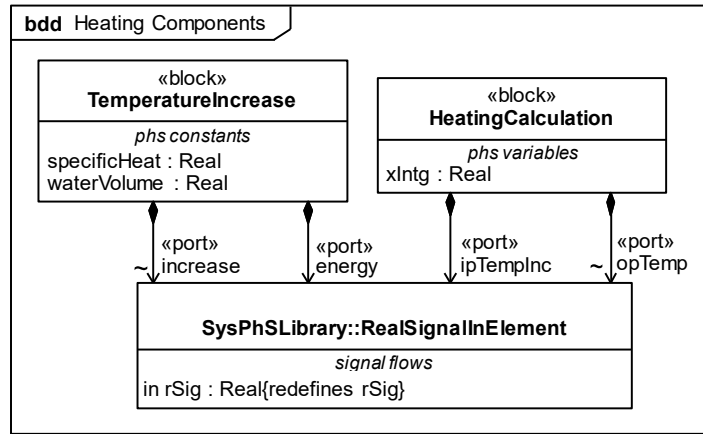 bdd Heating Components
«block»
TemperatureIncrease
phs constants
specificHeat : Real
waterVolume : Real
«block»
HeatingCalculation
phs variables
xIntg : Real
«port»
~ increase
«port»
energy
«port»
ipTempInc
«port»
~ opTemp
SysPhSLibrary::RealSignalInElement
signal flows
in rSig : Real{redefines rSig}